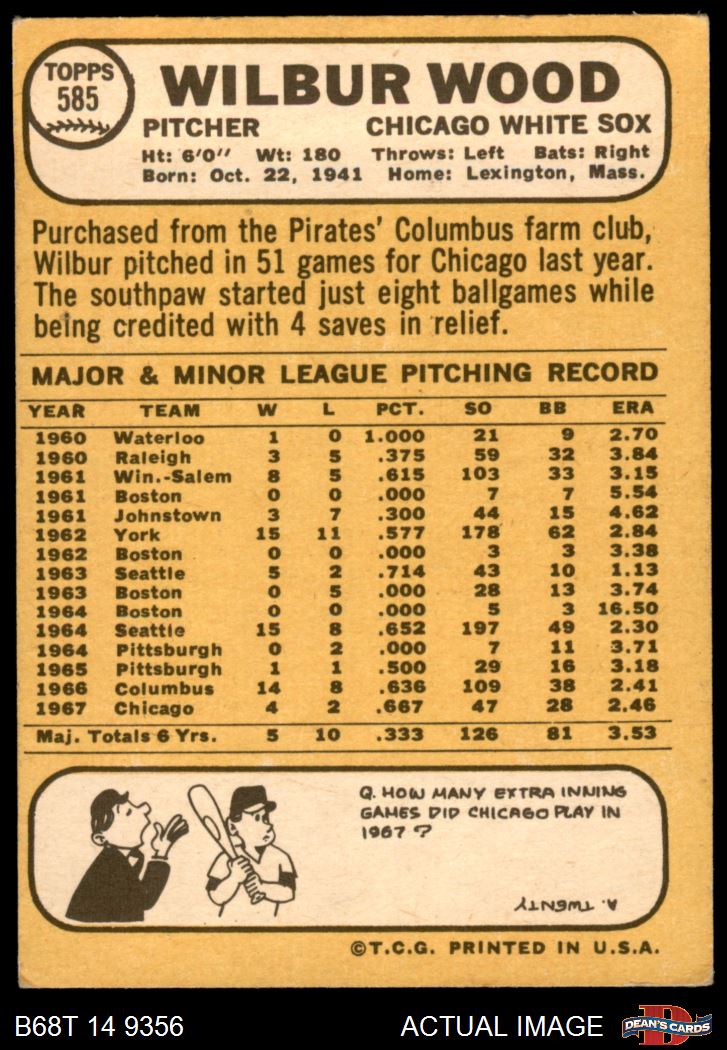 TOPPS
585
WILBUR WOOD
PITCHER CHICAGO WHITE SOX
Ht: 6'0" Wt: 180 Throws: Left Bats: Right
Born: Oct. 22, 1941 Home: Lexington, Mass.
Purchased from the Pirates' Columbus farm club,
Wilbur pitched in 51 games for Chicago last year.
The southpaw started just eight ballgames while
being credited with 4 saves in relief.
MAJOR & MINOR LEAGUE PITCHING RECORD
YEAR TEAM W L PCT. SO BB ERA
1960 Waterloo 1 0 1.000 21 9 2.70
1960 Raleigh 3 5 .375 59 32 3.84
1961 Win.-Salem 8 5 .615 103 33 3.15
1961 Boston 0 0 .000 7 7 5.54
1961 Johnstown 3 7 .300 44 15 4.62
1962 York 15 11 .577 178 62 2.84
1962 Boston 0 0 .000 3 3 3.38
1963 Seattle 5 2 .714 43 10 1.13
1963 Boston 0 5 .000 28 13 3.74
1964 Boston 0 0 .000 5 3 16.50
1964 Seattle 15 8 .652 197 49 2.30
1964 Pittsburgh 0 2 .000 7 11 3.71
1965 Pittsburgh 1 1 .500 29 16 3.18
1966 Columbus 14 8 .636 109 38 2.41
1967 Chicago 4 2 .667 47 28 2.46
Maj. Totals 6 Yrs. 5 10 .333 126 81 3.53
Q. HOW MANY EXTRA INNING
GAMES DID CHICAGO PLAY IN
1967?
A. TWENTY
©T.C.G. PRINTED IN U.S.A.
B68T 14 9356 ACTUAL IMAGE
D
DEAN'S CARDS